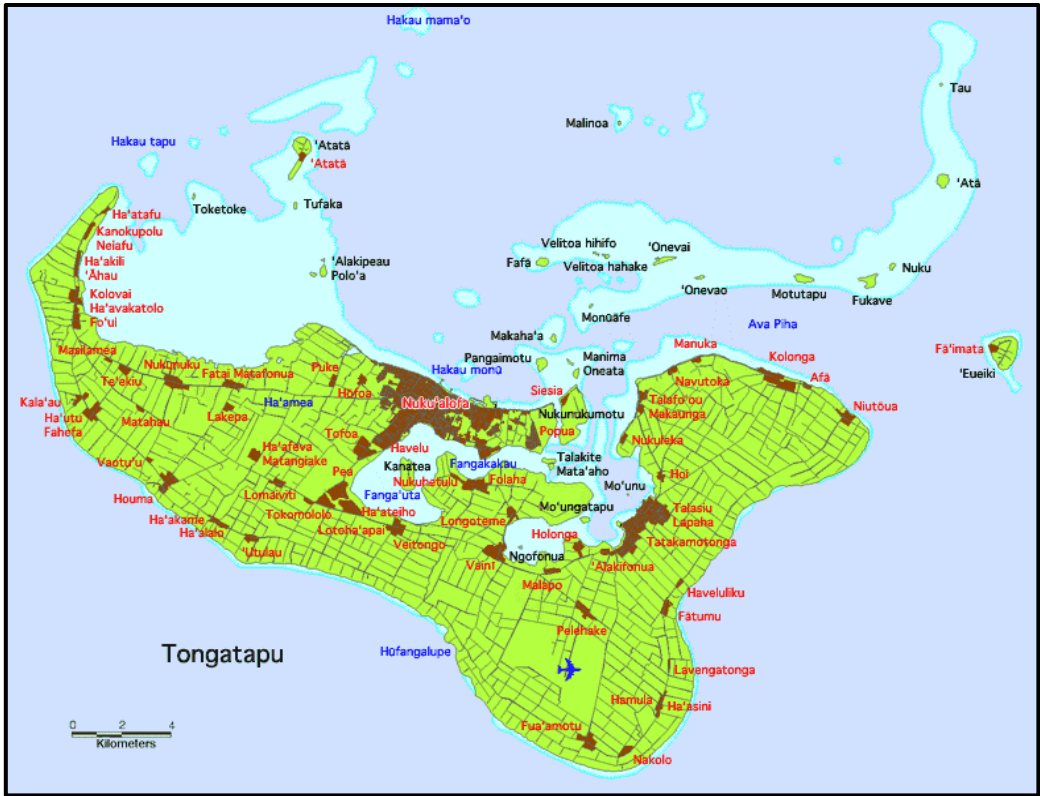 Hakau mama'o
Tau
Malinoa
Hakau tapu
'Atatā
'Atatā
'Atā
Toketoke
Tufaka
Ha'atafu
Kanokupolu
Neiafu
Ha'akili
'Āhau
Kolovai
Ha'avakatolo
Fo'ui
'Alakipeau
Polo'a
Velitoa hihifo
'Onevai
Fafā
Velitoa hahake
Nuku
'Onevao
Motutapu
Fukave
Monūafe
Ava Piha
Makaha'a
Manuka
Fā'imata
'Eueiki
Pangaimotu
Manima
Oneata
Kolonga
Afā
Hakau monū
Navutoka
Masilamea
Nukunuku
Fatai Matafonua
Puke
Te'ekiu
Hofoa
Siesia
Talafo'ou
Makaunga
Niutōua
Kala'au
Ha'utu
Fahefa
Matahau
Lakepa
Ha'amea
Nuku'alofa
Nukunukumotu
Popua
Nukuleka
Tofoa
Havelu
Ha'afeva
Matangiake
Vaotu'u
Kanatea
Fangakakau
Talakite
Mata'aho
Pea
Nukuhetulu
Folaha
Hoi
Houma
Lomaiviti
Fanga'uta
Mo'unu
Tokomololo
Ha'ateiho
Mo'ungatapu
Talasiu
Lapaha
Ha'akame
Ha'alalo
Lotoha'apai
Longoteme
Veitongo
Holonga
Tatakamotonga
'Utulau
Vainī
Ngofonua
'Alakifonua
Malapo
Haveluliku
Fātumu
Pelehake
Tongatapu
Hūfangalupe
Lavengatonga
Hamula
Ha'asini
Fua'amotu
Nakolo
0 2 4
Kilometers